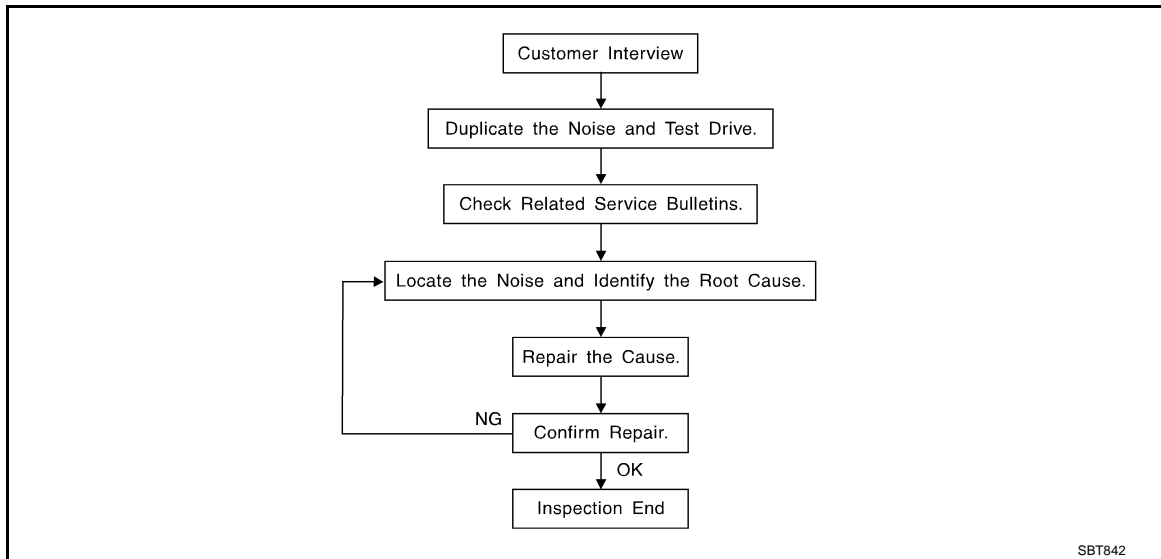 Customer Interview
Duplicate the Noise and Test Drive.
Check Related Service Bulletins.
Locate the Noise and Identify the Root Cause.
Repair the Cause.
NG
Confirm Repair.
OK
Inspection End
SBT842